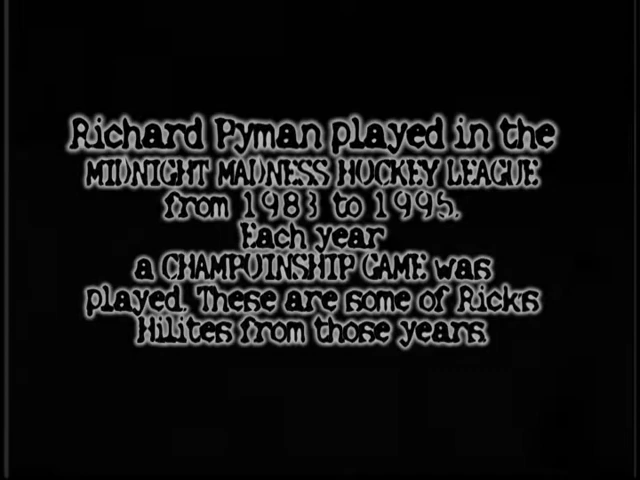 Richard Pyman played in the
MIDNIGHT MADNESS HOCKEY LEAGUE
from 1983 to 1995.
Each year
a CHAMPOINSHIP GAME was
played. These are some of Ricks
Hilites from those years